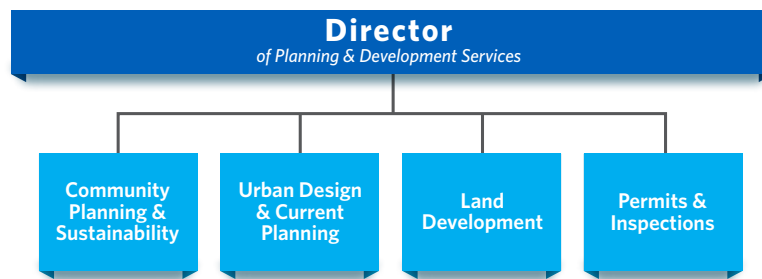 Director
of Planning & Development Services
Community
Planning &
Sustainability
Urban Design
& Current
Planning
Land
Development
Permits &
Inspections